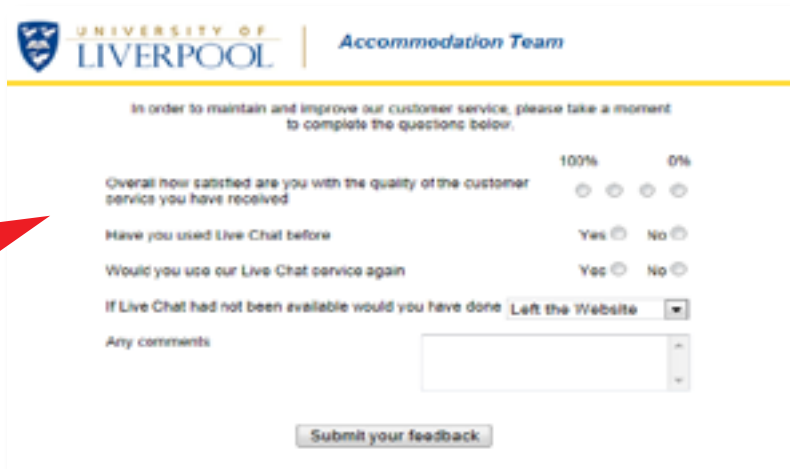 UNIVERSITY OF
LIVERPOOL
Accommodation Team
In order to maintain and improve our customer service, please take a moment
to complete the questions below.
100% 0%
Overall how satisfied are you with the quality of the customer
service you have received
Have you used Live Chat before Yes No
Would you use our Live Chat service again Yes No
If Live Chat had not been available would you have done Left the Website
Any comments
Submit your feedback